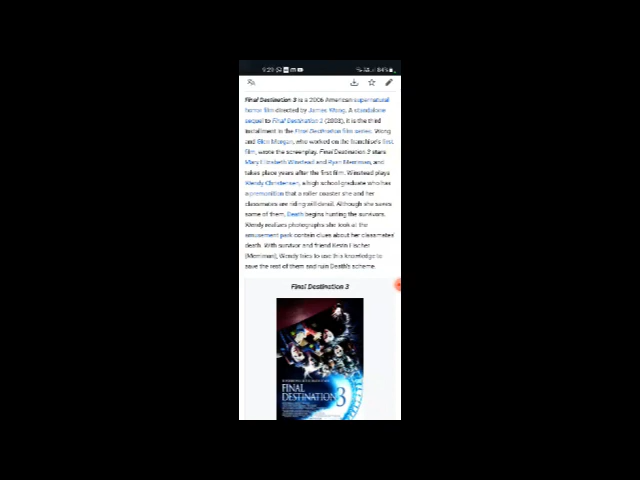 Final Destination 3 is a 2006 American supernatural
horror film directed by James Wong. A standalone
sequel to Final Destination 2 (2003), it is the third
installment in the Final Destination film series. Wong
and Glen Morgan, who worked on the franchise's first
film, wrote the screenplay. Final Destination 3 stars
Mary Elizabeth Winstead and Ryan Merriman, and
takes place years after the first film. Winstead plays
Wendy Christensen, a high school graduate who has
a premonition that a roller coaster she and her
classmates are riding will derail. Although she saves
some of them, Death begins hunting the survivors.
Wendy realizes photographs she took at the
amusement park contain clues about her classmates'
death. With survivor and friend Kevin Fischer
(Merriman), Wendy tries to use this knowledge to
save the rest of them and ruin Death's scheme.
Final Destination 3
FINAL
DESTINATION 3